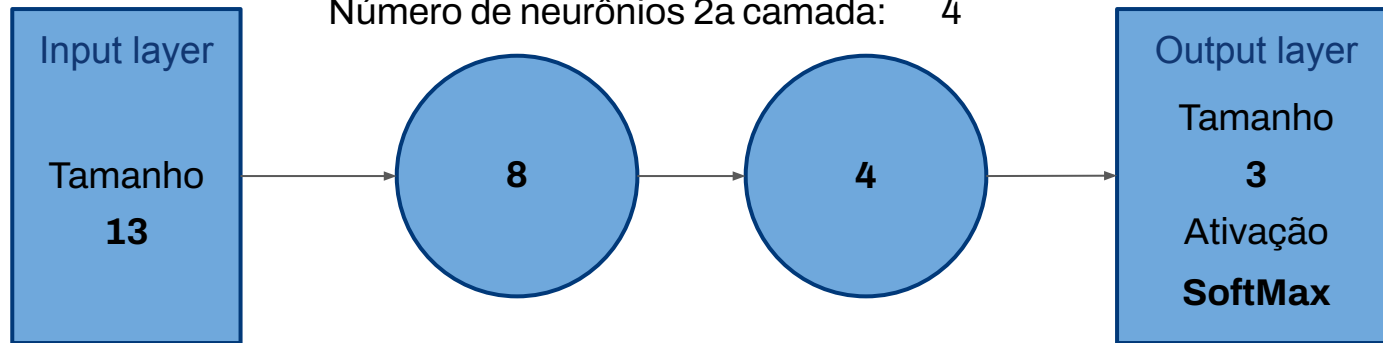 Número de neurônios 2a camada: 4
Input layer
Tamanho
13
8
4
Output layer
Tamanho
3
Ativação
SoftMax